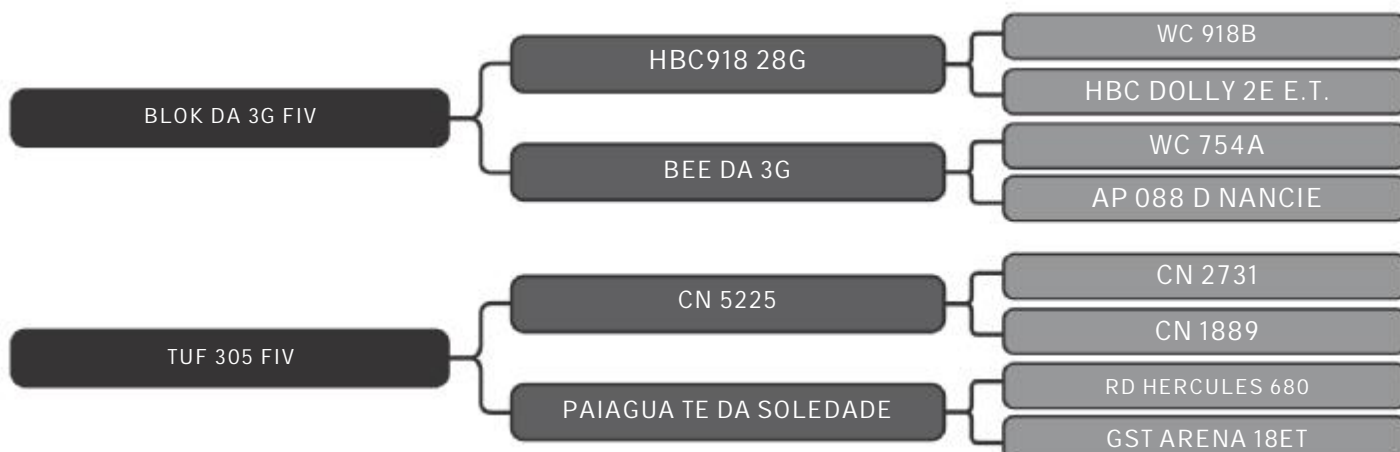 BLOK DA 3G FIV
HBC918 28G
WC 918B
HBC DOLLY 2E E.T.
BEE DA 3G
WC 754A
AP 088 D NANCIE
TUF 305 FIV
CN 5225
CN 2731
CN 1889
PAIAGUA TE DA SOLEDADE
RD HERCULES 680
GST ARENA 18ET